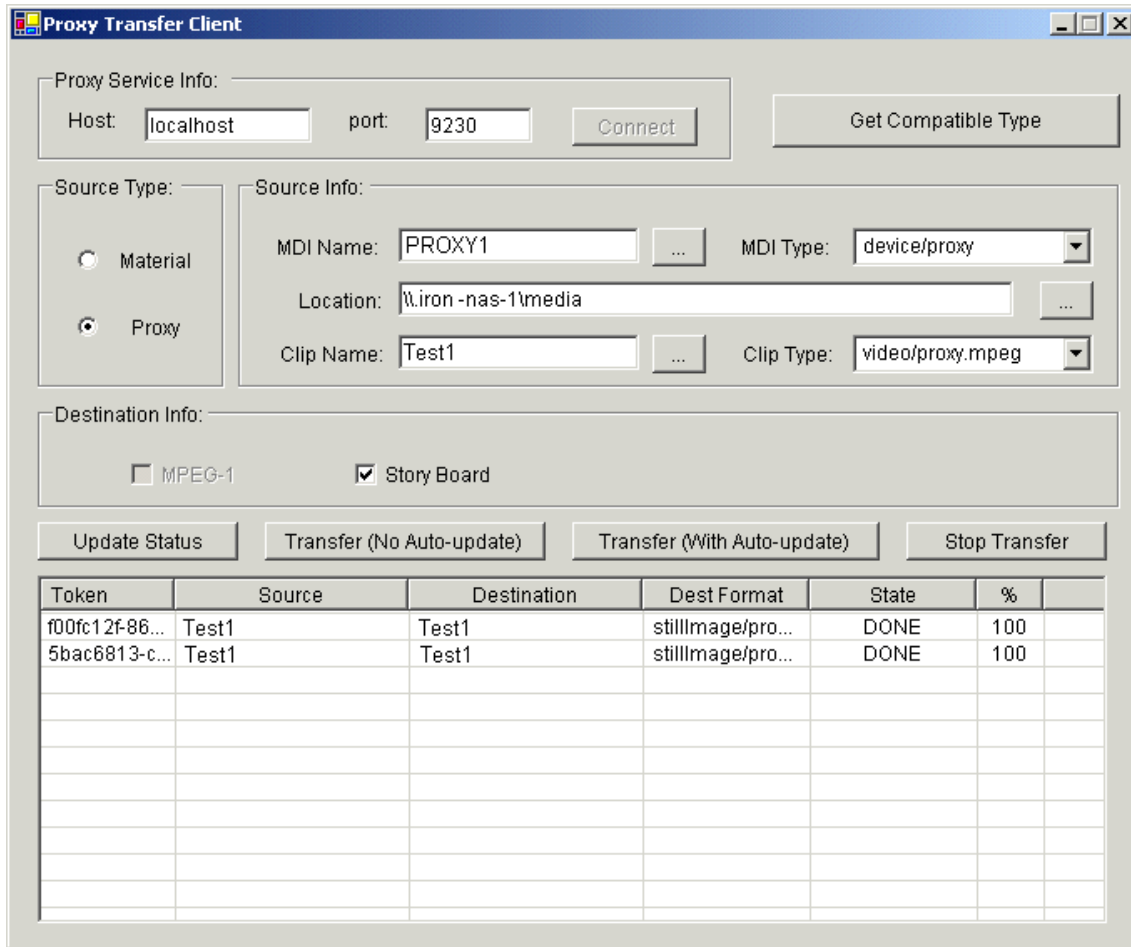 Proxy Transfer Client
Proxy Service Info:
Host: localhost port: 9230 Connect
Get Compatible Type
Source Type:
Material
Proxy
Source Info:
MDI Name: PROXY1 ... MDI Type: device/proxy
Location: \\.iron -nas-1\media ...
Clip Name: Test1 ... Clip Type: video/proxy.mpeg
Destination Info:
MPEG-1 Story Board
Update Status Transfer (No Auto-update) Transfer (With Auto-update) Stop Transfer
Token Source Destination Dest Format State %
f00fc12f-86... Test1 Test1 stillImage/pro... DONE 100
5bac6813-c... Test1 Test1 stillImage/pro... DONE 100